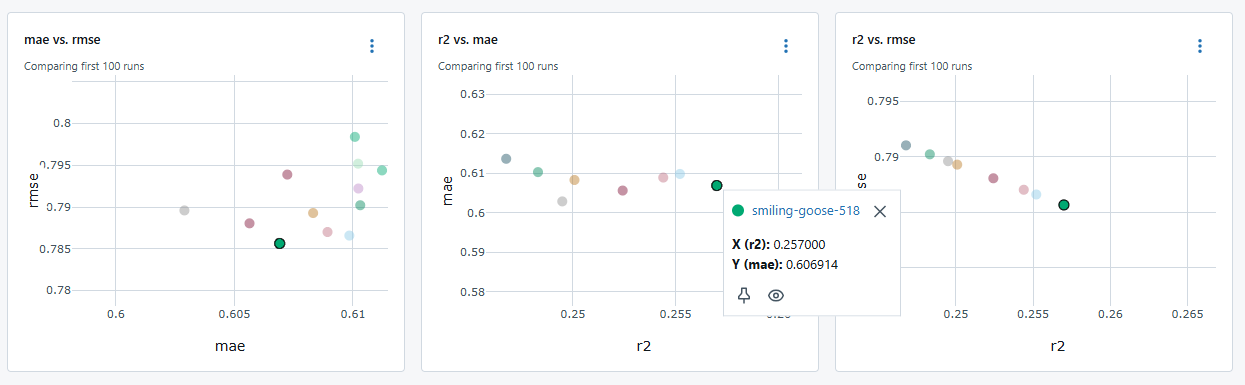 mae vs. rmse
Comparing first 100 runs
0.8
0.795
0.79
0.785
0.78
rmse
0.6
0.605
0.61
mae
r2 vs. mae
Comparing first 100 runs
0.63
0.62
0.61
0.6
0.59
0.58
mae
0.25
0.255
r2
smiling-goose-518
X (r2): 0.257000
Y (mae): 0.606914
r2 vs. rmse
Comparing first 100 runs
0.795
0.79
se
0.25
0.255
0.26
0.265
r2